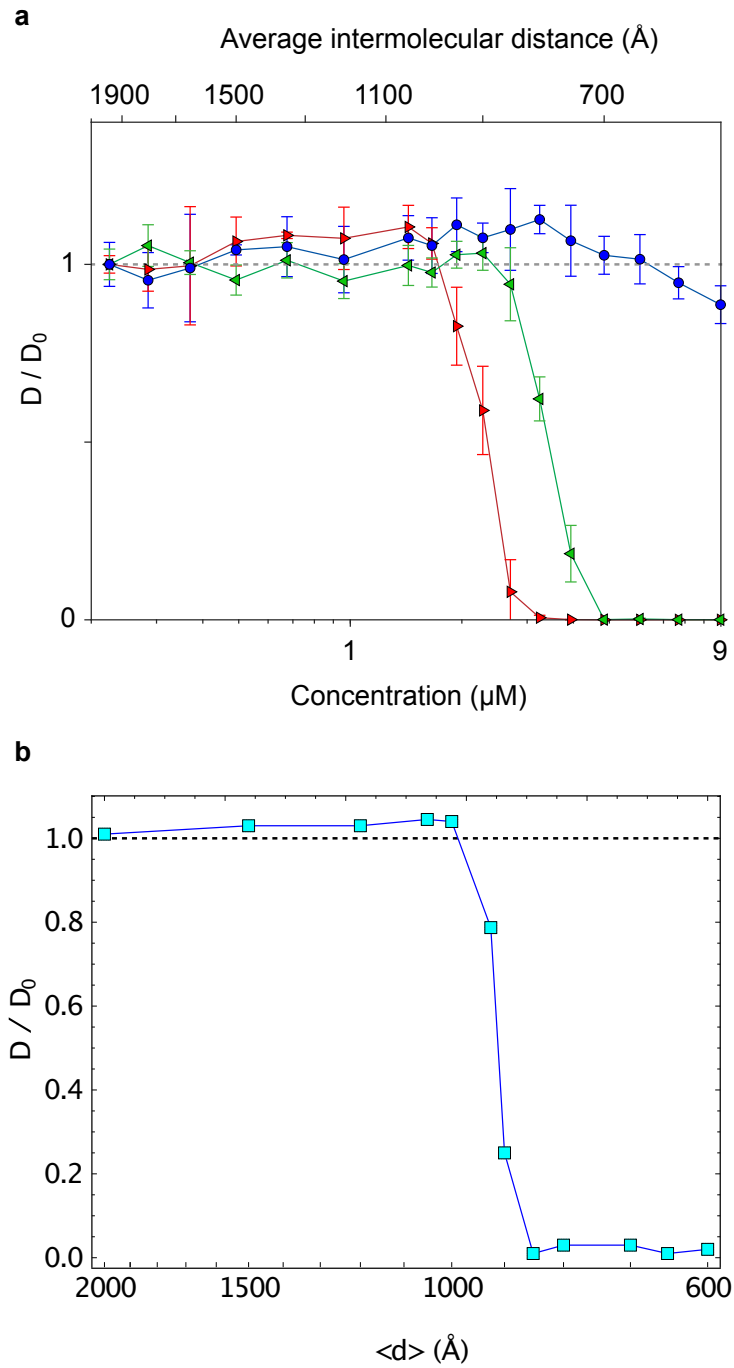 a
Average intermolecular distance (Å)
1900 1500 1100 700
1
D / D0
0
1 9
Concentration (µM)
b
1.0
0.8
0.6
D / D0
0.4
0.2
0.0
2000 1500 1000 600
<d> (Å)